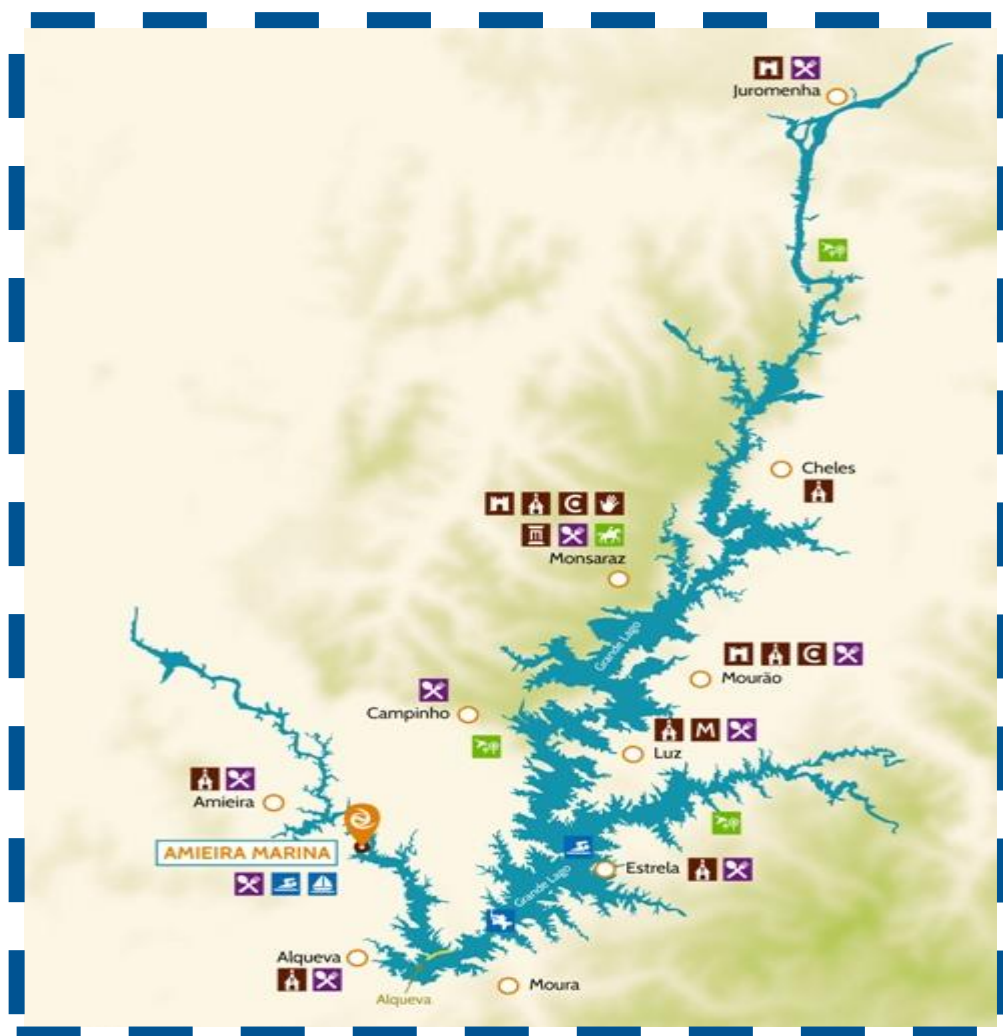 Juromenha
Cheles
Monsaraz
Grande Lago
Mourão
Campinho
M
Luz
Amieira
AMIEIRA MARINA
Estrela
Grande Lago
Alqueva
Moura
Alqueva